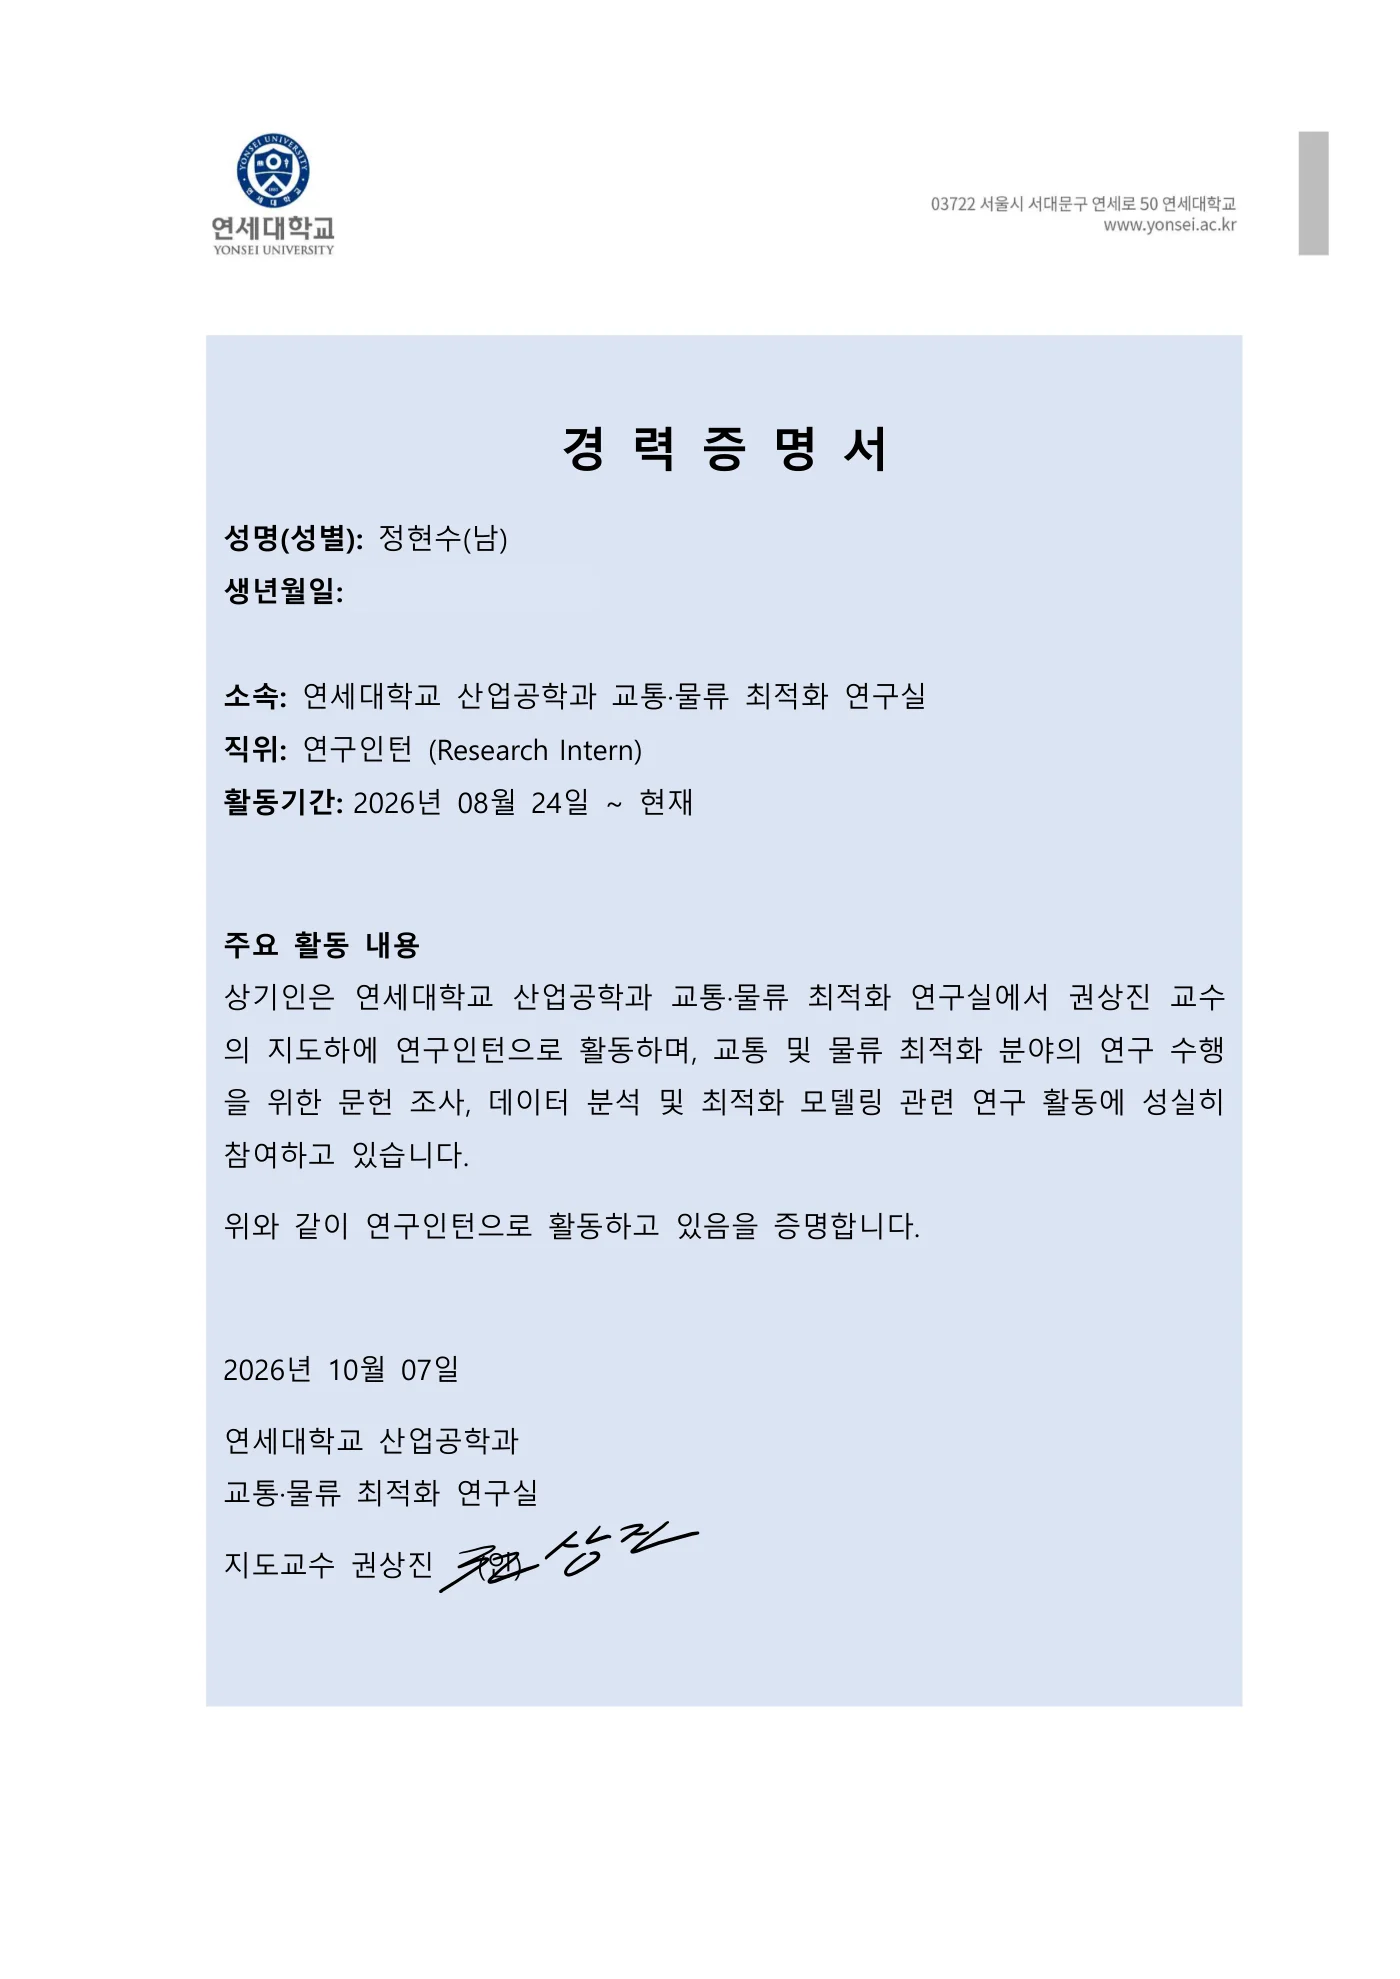 YONSEI UNIVERSITY
연세대학교
연세대학교
YONSEI UNIVERSITY
03722 서울시 서대문구 연세로 50 연세대학교
www.yonsei.ac.kr
경 력 증 명 서
성명(성별): 정현수(남)
생년월일:
소속: 연세대학교 산업공학과 교통·물류 최적화 연구실
직위: 연구인턴 (Research Intern)
활동기간: 2026년 08월 24일 ~ 현재
주요 활동 내용
상기인은 연세대학교 산업공학과 교통·물류 최적화 연구실에서 권상진 교수
의 지도하에 연구인턴으로 활동하며, 교통 및 물류 최적화 분야의 연구 수행
을 위한 문헌 조사, 데이터 분석 및 최적화 모델링 관련 연구 활동에 성실히
참여하고 있습니다.
위와 같이 연구인턴으로 활동하고 있음을 증명합니다.
2026년 10월 07일
연세대학교 산업공학과
교통·물류 최적화 연구실
지도교수 권상진 (인) 권상진